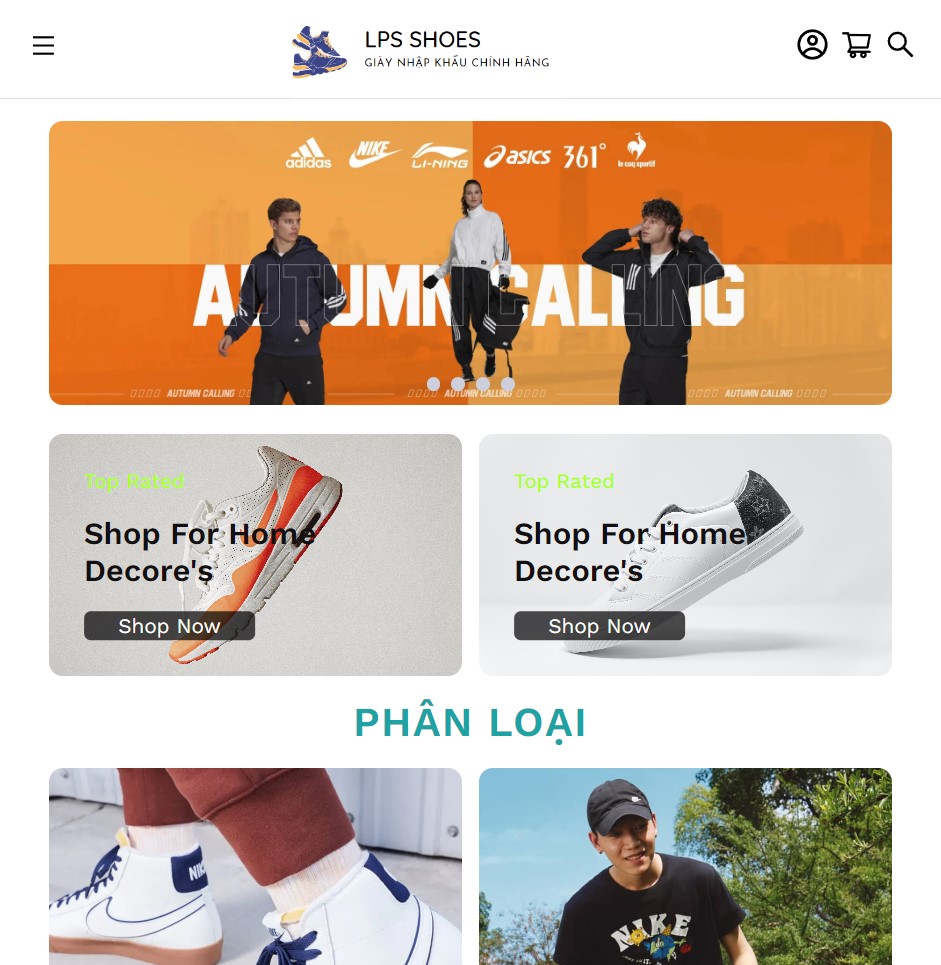 LPS SHOES
GIÀY NHẬP KHẨU CHÍNH HÃNG
adidas
NIKE
LI-NING
asics
361°
le coq sportif
AUTUMN CALLING
AUTUMN CALLING
AUTUMN CALLING
AUTUMN CALLING
Top Rated
Shop For Home
Decore's
Shop Now
Top Rated
Shop For Home
Decore's
Shop Now
PHÂN LOẠI
NIKE